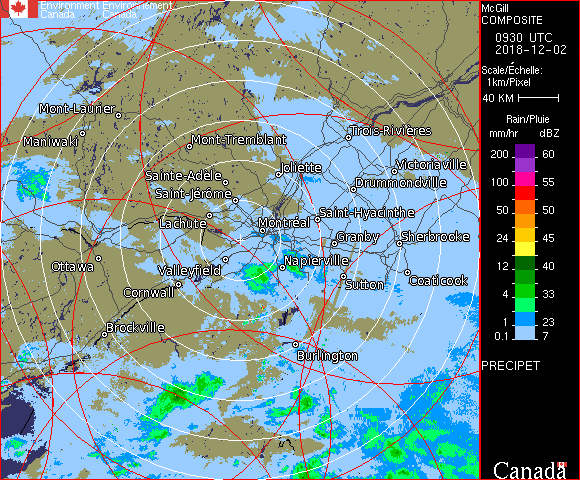 Environment Environnement
Canada Canada
McGill
COMPOSITE
0930 UTC
2018-12-02
Scale/Échelle:
1km/Pixel
40 KM
Rain/Pluie
mm/hr dBZ
200 60
150 57
100 55
50 50
24 45
12 40
4 33
1 23
0.1 7
PRECIPET
Canada
Mont-Laurier
Maniwaki
Mont-Tremblant
Trois-Rivières
Joliette
Victoriaville
Sainte-Adèle
Drummondville
Saint-Jérôme
Saint-Hyacinthe
Lachute
Montréal
Granby
Sherbrooke
Ottawa
Valleyfield
Napierville
Sutton
Coaticook
Cornwall
Brockville
Burlington